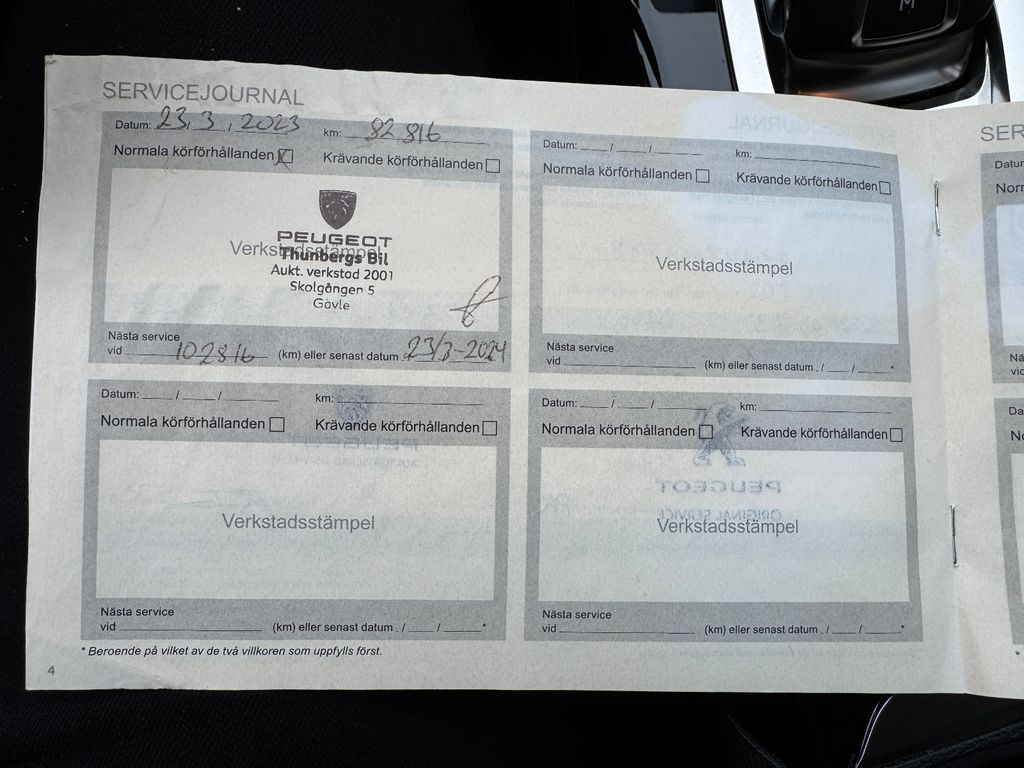 SERVICEJOURNAL
Datum: 23, 3, 2023 km: 82 816
Normala körförhållanden Krävande körförhållanden
PEUGEOT
Verkstadsstämpel
Thunbergs Bil
Aukt. verkstad 2001
Skolgången 5
Gävle
Nästa service
vid 102816 (km) eller senast datum 23/3-2024
Datum: / / km:
Normala körförhållanden Krävande körförhållanden
Verkstadsstämpel
Nästa service
vid (km) eller senast datum . / / *
Datum: / / km:
Normala körförhållanden Krävande körförhållanden
Verkstadsstämpel
Nästa service
vid (km) eller senast datum . / / *
Datum: / / km:
Normala körförhållanden Krävande körförhållanden
PEUGEOT
ORIGINAL SERVICE
Verkstadsstämpel
Nästa service
vid (km) eller senast datum . / / *
* Beroende på vilket av de två villkoren som uppfylls först.
4
M